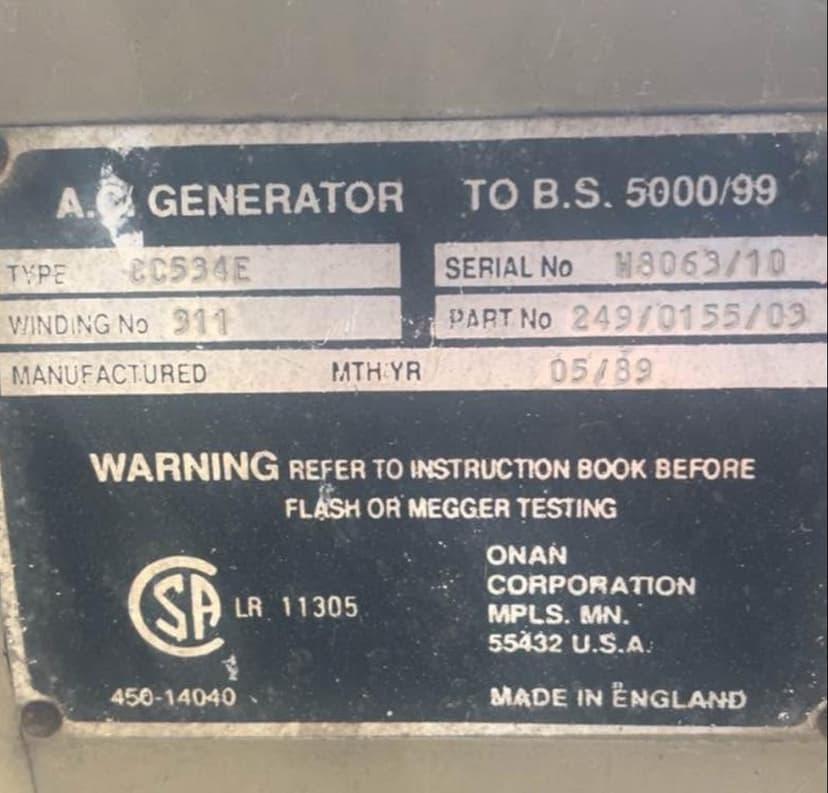 A.C. GENERATOR TO B.S. 5000/99
TYPE SERIAL No M8063/10
WINDING No 311 PART No 249/0155/03
MANUFACTURED MTH/YR 05/89
WARNING REFER TO INSTRUCTION BOOK BEFORE
FLASH OR MEGGER TESTING
ONAN
CORPORATION
SA LR 11305 MPLS. MN.
55432 U.S.A.
450-14040 MADE IN ENGLAND